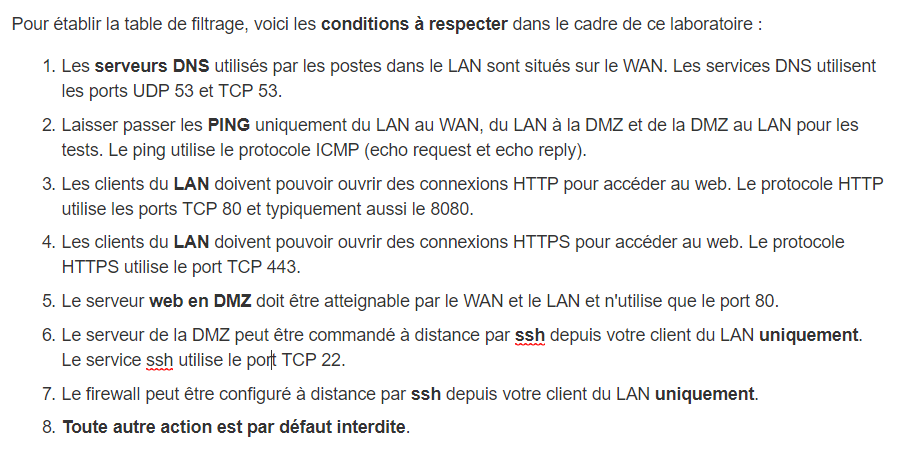 Pour établir la table de filtrage, voici les conditions à respecter dans le cadre de ce laboratoire :
1. Les serveurs DNS utilisés par les postes dans le LAN sont situés sur le WAN. Les services DNS utilisent
les ports UDP 53 et TCP 53.
2. Laisser passer les PING uniquement du LAN au WAN, du LAN à la DMZ et de la DMZ au LAN pour les
tests. Le ping utilise le protocole ICMP (echo request et echo reply).
3. Les clients du LAN doivent pouvoir ouvrir des connexions HTTP pour accéder au web. Le protocole HTTP
utilise les ports TCP 80 et typiquement aussi le 8080.
4. Les clients du LAN doivent pouvoir ouvrir des connexions HTTPS pour accéder au web. Le protocole
HTTPS utilise le port TCP 443.
5. Le serveur web en DMZ doit être atteignable par le WAN et le LAN et n'utilise que le port 80.
6. Le serveur de la DMZ peut être commandé à distance par ssh depuis votre client du LAN uniquement.
Le service ssh utilise le port TCP 22.
7. Le firewall peut être configuré à distance par ssh depuis votre client du LAN uniquement.
8. Toute autre action est par défaut interdite.